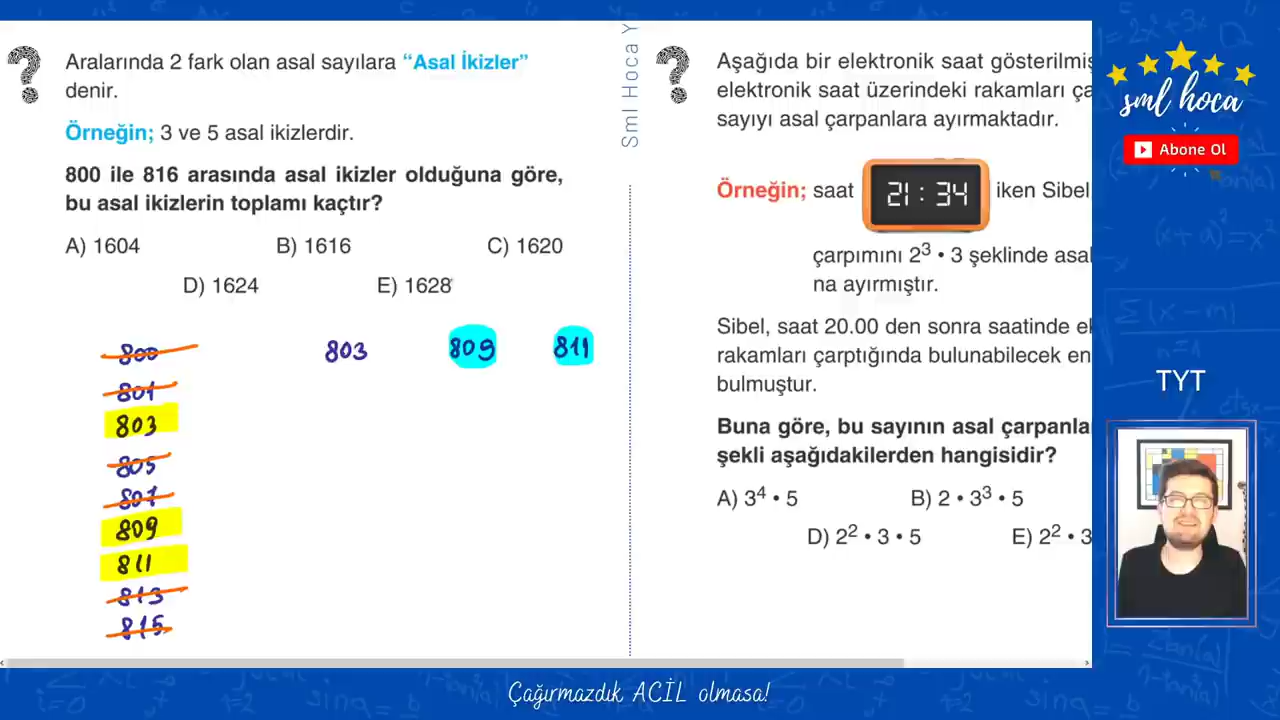 Aralarında 2 fark olan asal sayılara “Asal İkizler”
denir.
Örneğin; 3 ve 5 asal ikizlerdir.
800 ile 816 arasında asal ikizler olduğuna göre,
bu asal ikizlerin toplamı kaçtır?
A) 1604 B) 1616 C) 1620
D) 1624 E) 1628
800 803 809 811
801
803
805
807
809
811
813
815
Sml Hoca Y
Aşağıda bir elektronik saat gösterilmiş
elektronik saat üzerindeki rakamları ça
sayıyı asal çarpanlara ayırmaktadır.
Örneğin; saat 21 : 34 iken Sibel
çarpımını 2³ • 3 şeklinde asal
na ayırmıştır.
Sibel, saat 20.00 den sonra saatinde el
rakamları çarptığında bulunabilecek en
bulmuştur.
Buna göre, bu sayının asal çarpanla
şekli aşağıdakilerden hangisidir?
A) 3⁴ • 5 B) 2 • 3³ • 5
D) 2² • 3 • 5 E) 2² • 3
sml hoca
Abone Ol
TYT
Çağırmazdık ACİL olmasa!